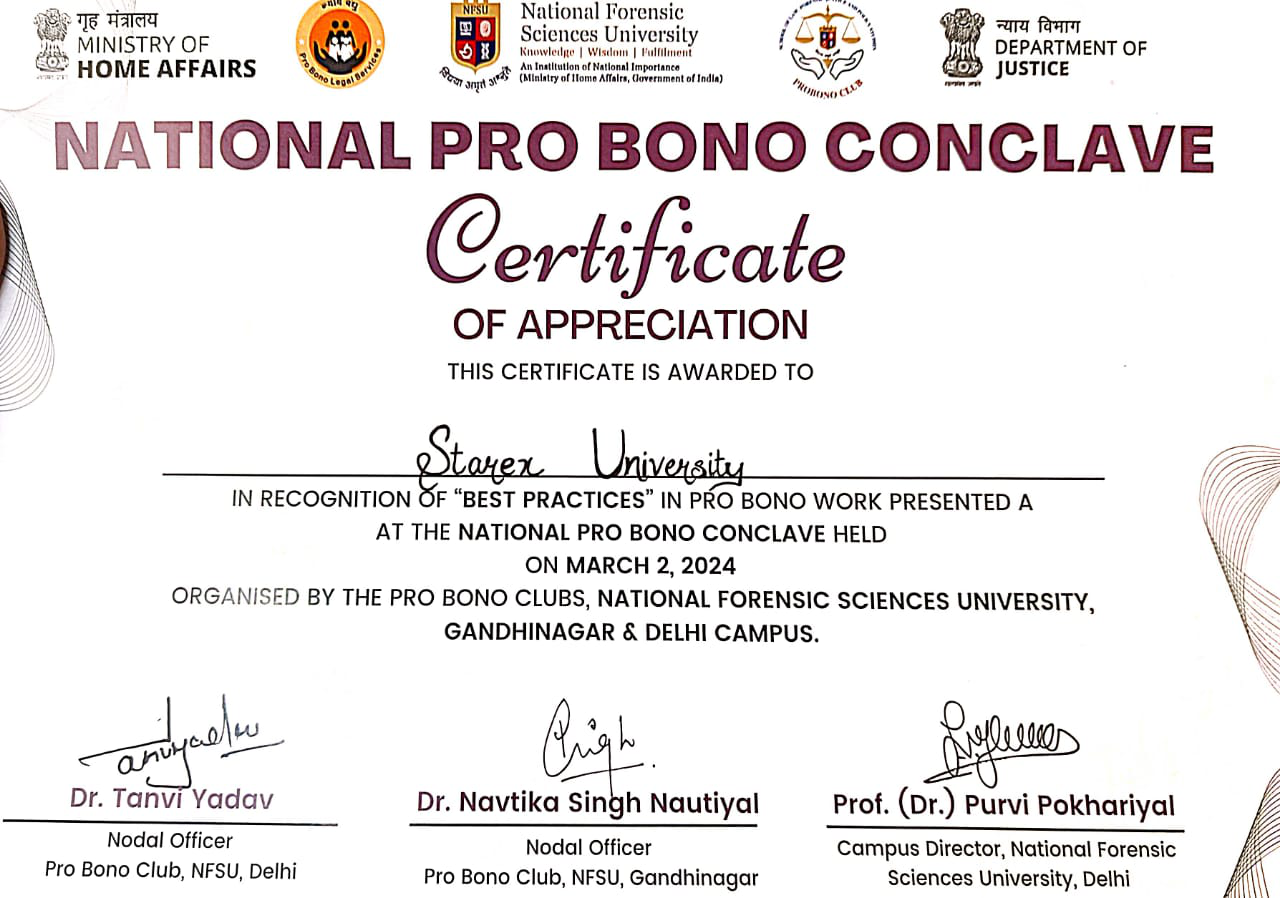 गृह मंत्रालय
MINISTRY OF
HOME AFFAIRS
न्याय बंधु
Pro Bono Legal Services
NFSU
विद्या अमृतं अश्नुते
National Forensic
Sciences University
Knowledge | Wisdom | Fulfilment
An Institution of National Importance
(Ministry of Home Affairs, Government of India)
PROBONO CLUB
न्याय विभाग
DEPARTMENT OF
JUSTICE
NATIONAL PRO BONO CONCLAVE
Certificate
OF APPRECIATION
THIS CERTIFICATE IS AWARDED TO
Starex University
IN RECOGNITION OF “BEST PRACTICES” IN PRO BONO WORK PRESENTED A
AT THE NATIONAL PRO BONO CONCLAVE HELD
ON MARCH 2, 2024
ORGANISED BY THE PRO BONO CLUBS, NATIONAL FORENSIC SCIENCES UNIVERSITY,
GANDHINAGAR & DELHI CAMPUS.
Dr. Tanvi Yadav
Nodal Officer
Pro Bono Club, NFSU, Delhi
Dr. Navtika Singh Nautiyal
Nodal Officer
Pro Bono Club, NFSU, Gandhinagar
Prof. (Dr.) Purvi Pokhariyal
Campus Director, National Forensic
Sciences University, Delhi